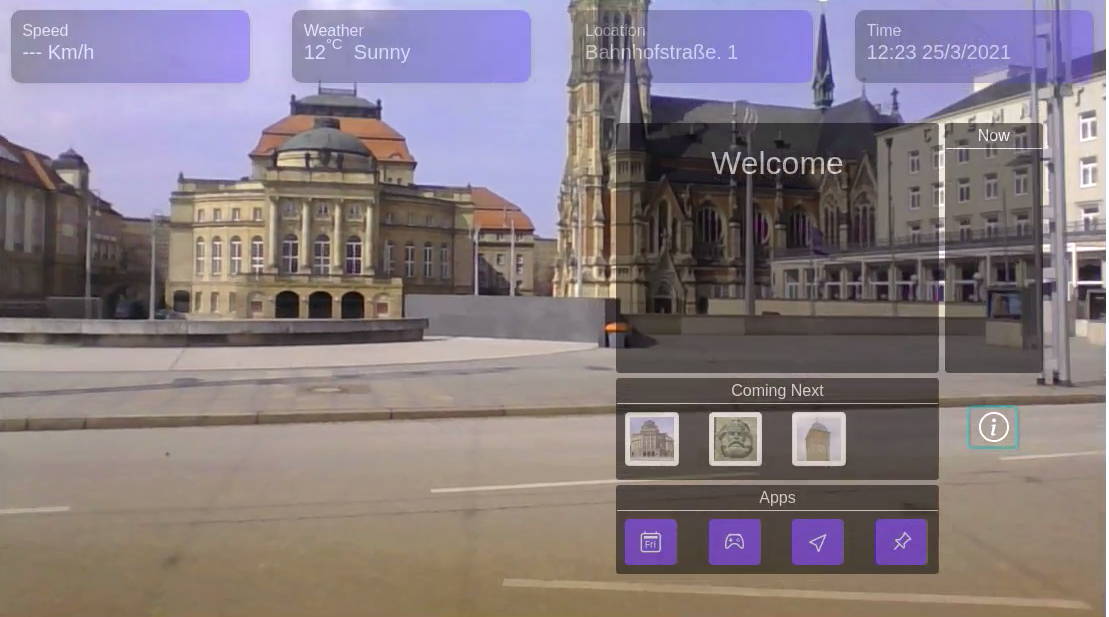 Speed
--- Km/h
Weather
12°C Sunny
Location
Bahnhofstraße. 1
Time
12:23 25/3/2021
Welcome
Now
Coming Next
i
Apps
Fri